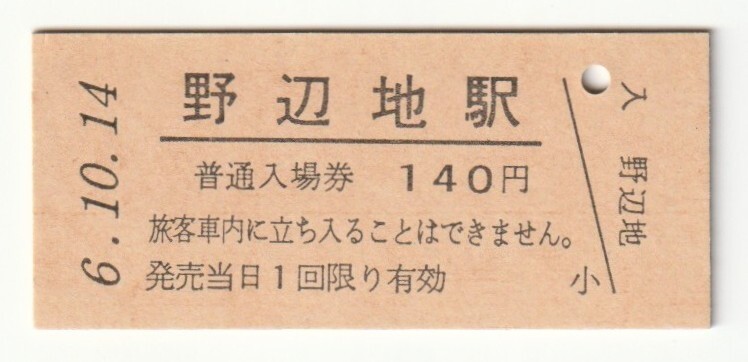 6.10.14
野辺地駅
普通入場券 140円
旅客車内に立ち入ることはできません。
発売当日1回限り有効
小
入 野辺地